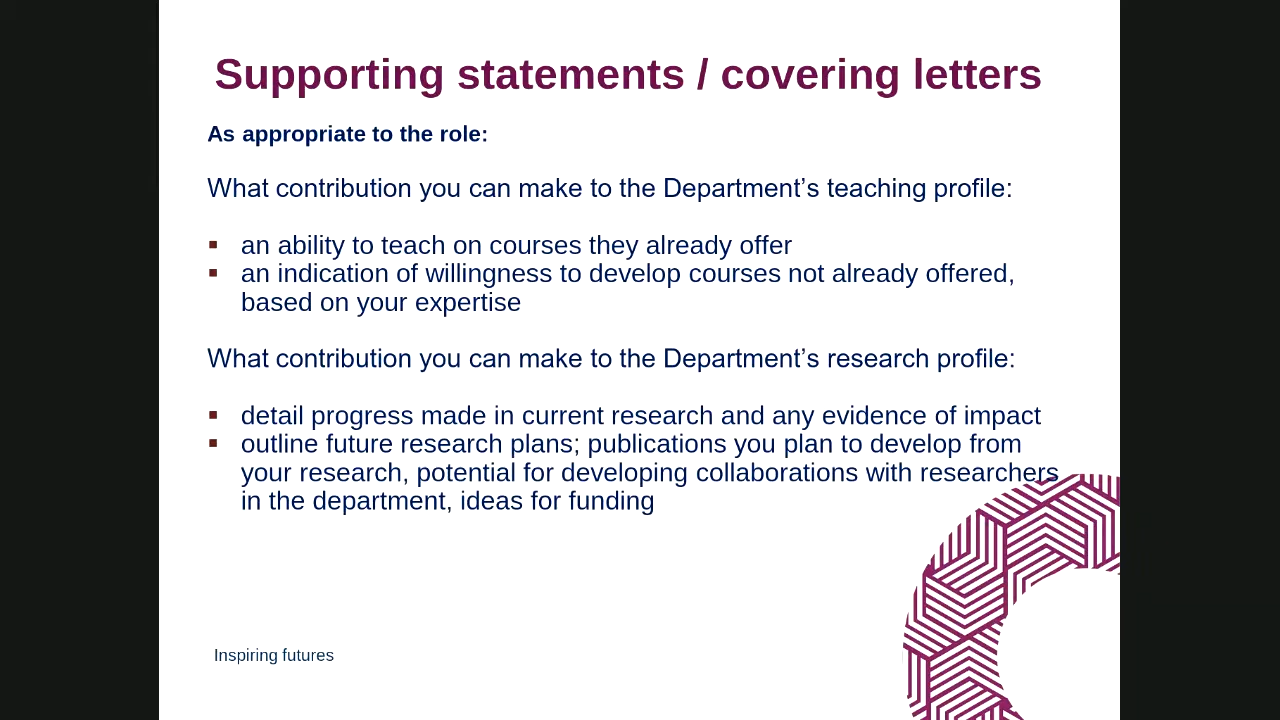 Supporting statements / covering letters
As appropriate to the role:
What contribution you can make to the Department’s teaching profile:
▪ an ability to teach on courses they already offer
▪ an indication of willingness to develop courses not already offered,
based on your expertise
What contribution you can make to the Department’s research profile:
▪ detail progress made in current research and any evidence of impact
▪ outline future research plans; publications you plan to develop from
your research, potential for developing collaborations with researchers
in the department, ideas for funding
Inspiring futures